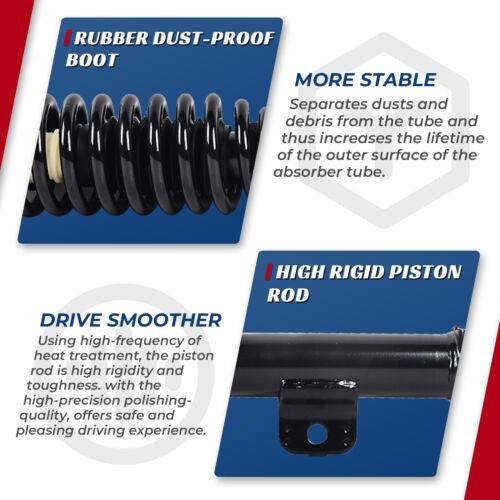 RUBBER DUST-PROOF
BOOT
MORE STABLE
Separates dusts and
debris from the tube and
thus increases the lifetime
of the outer surface of the
absorber tube.
HIGH RIGID PISTON
ROD
DRIVE SMOOTHER
Using high-frequency of
heat treatment, the piston
rod is high rigidity and
toughness. with the
high-precision polishing-
quality, offers safe and
pleasing driving experience.